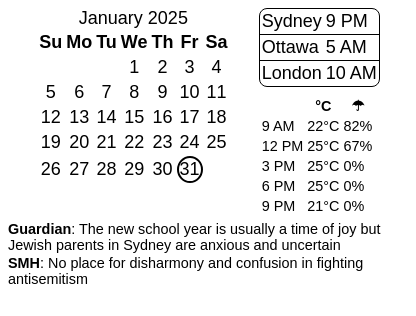 January 2025
Su Mo Tu We Th Fr Sa
1 2 3 4
5 6 7 8 9 10 11
12 13 14 15 16 17 18
19 20 21 22 23 24 25
26 27 28 29 30 31
Sydney 9 PM
Ottawa 5 AM
London 10 AM
°C ☂
9 AM 22°C 82%
12 PM 25°C 67%
3 PM 25°C 0%
6 PM 25°C 0%
9 PM 21°C 0%
Guardian: The new school year is usually a time of joy but
Jewish parents in Sydney are anxious and uncertain
SMH: No place for disharmony and confusion in fighting
antisemitism